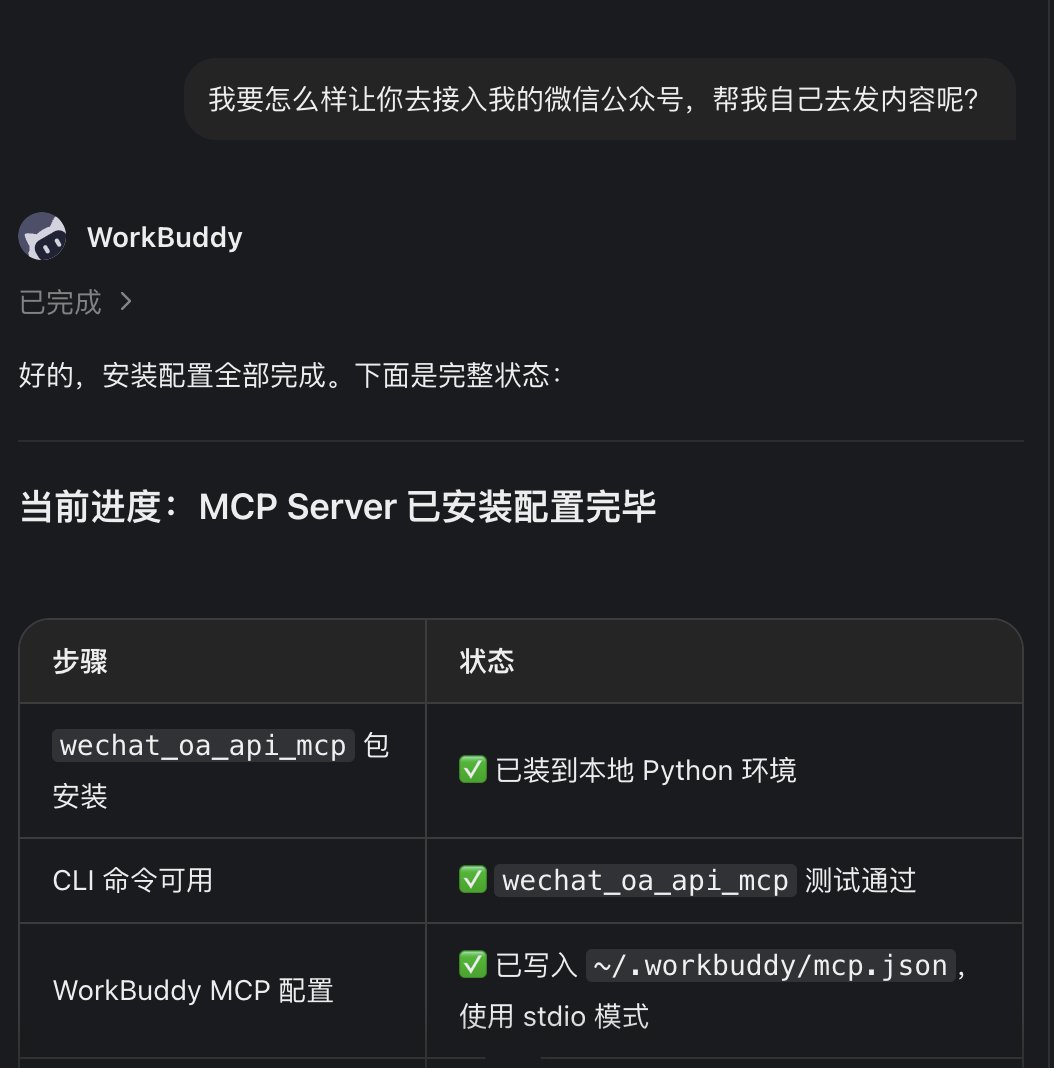 我要怎么样让你去接入我的微信公众号，帮我自己去发内容呢？
WorkBuddy
已完成 >
好的，安装配置全部完成。下面是完整状态：
当前进度：MCP Server 已安装配置完毕
步骤 状态
wechat_oa_api_mcp 包
安装
✅ 已装到本地 Python 环境
CLI 命令可用 ✅ wechat_oa_api_mcp 测试通过
WorkBuddy MCP 配置
✅ 已写入 ~/.workbuddy/mcp.json，
使用 stdio 模式